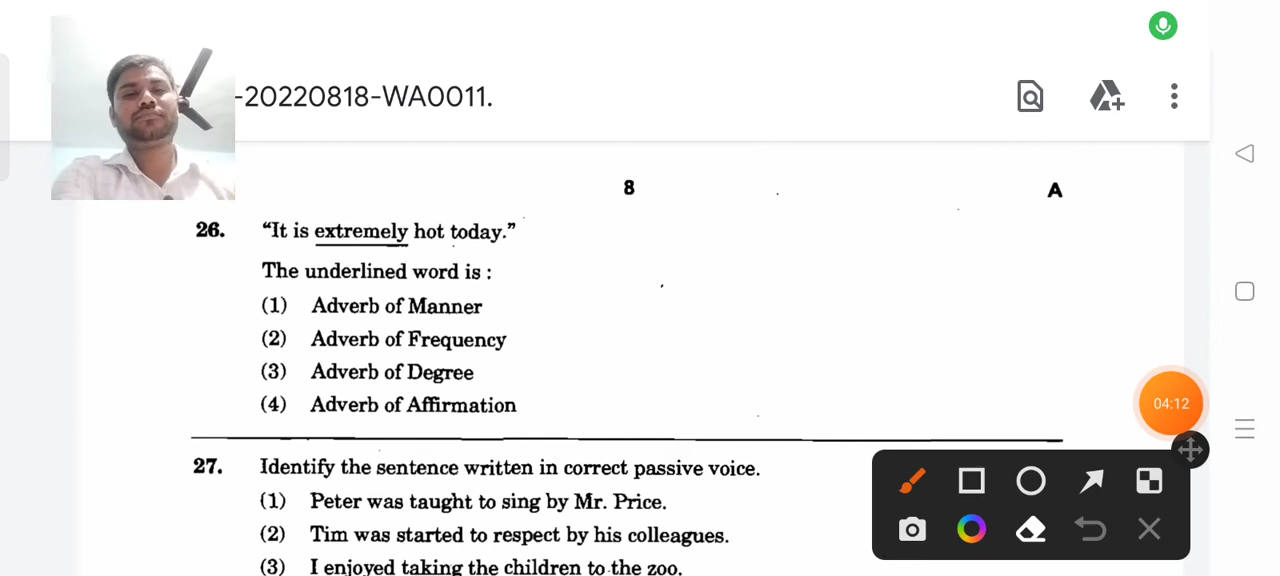 -20220818-WA0011.
8
A
26. “It is extremely hot today.”
The underlined word is :
(1) Adverb of Manner
(2) Adverb of Frequency
(3) Adverb of Degree
(4) Adverb of Affirmation
04:12
27. Identify the sentence written in correct passive voice.
(1) Peter was taught to sing by Mr. Price.
(2) Tim was started to respect by his colleagues.
(3) I enjoyed taking the children to the zoo.